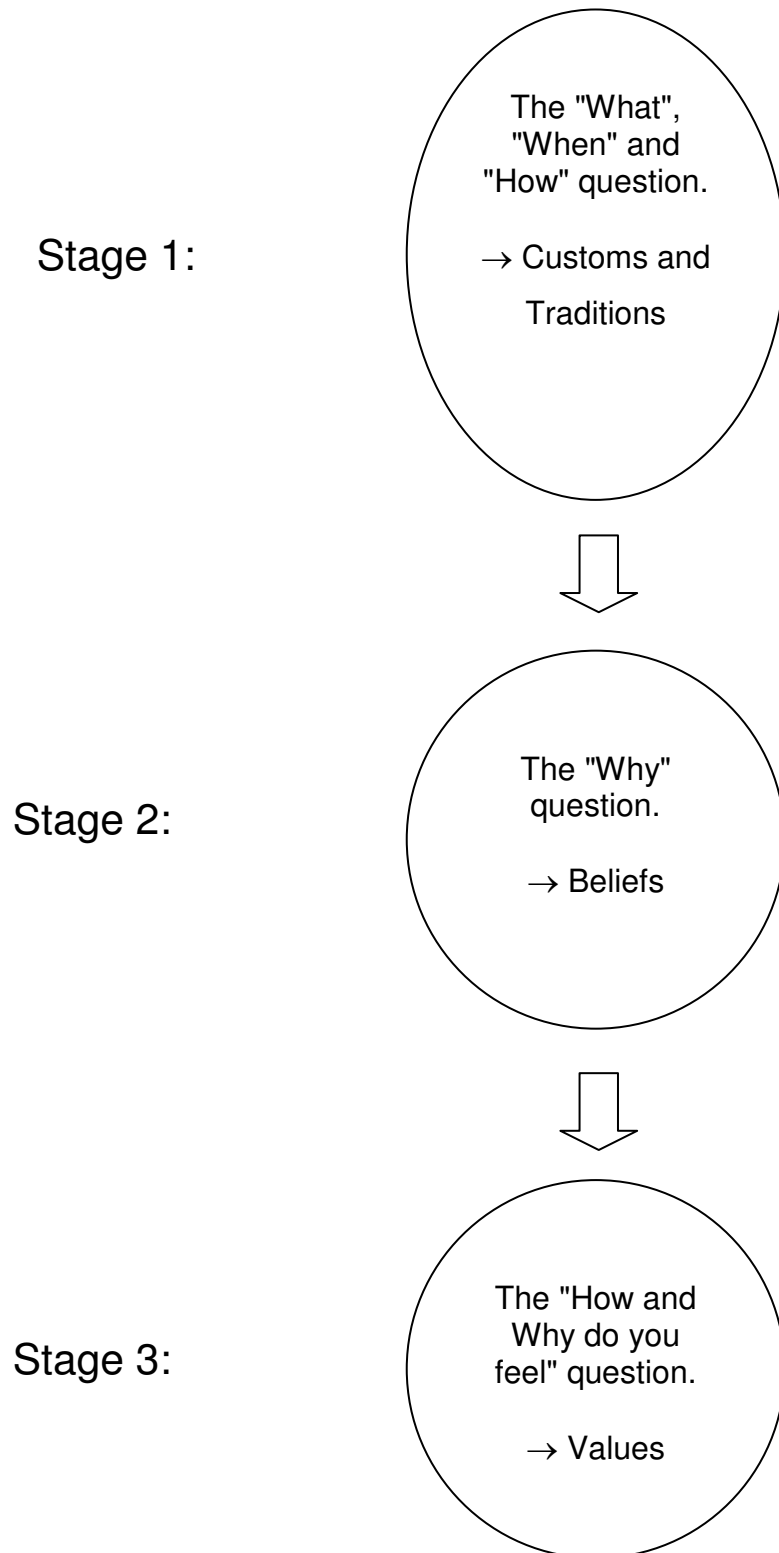 The "What",
"When" and
"How" question.
Stage 1:
→ Customs and
Traditions
The "Why"
question.
Stage 2:
→ Beliefs
The "How and
Why do you
feel" question.
Stage 3:
→ Values